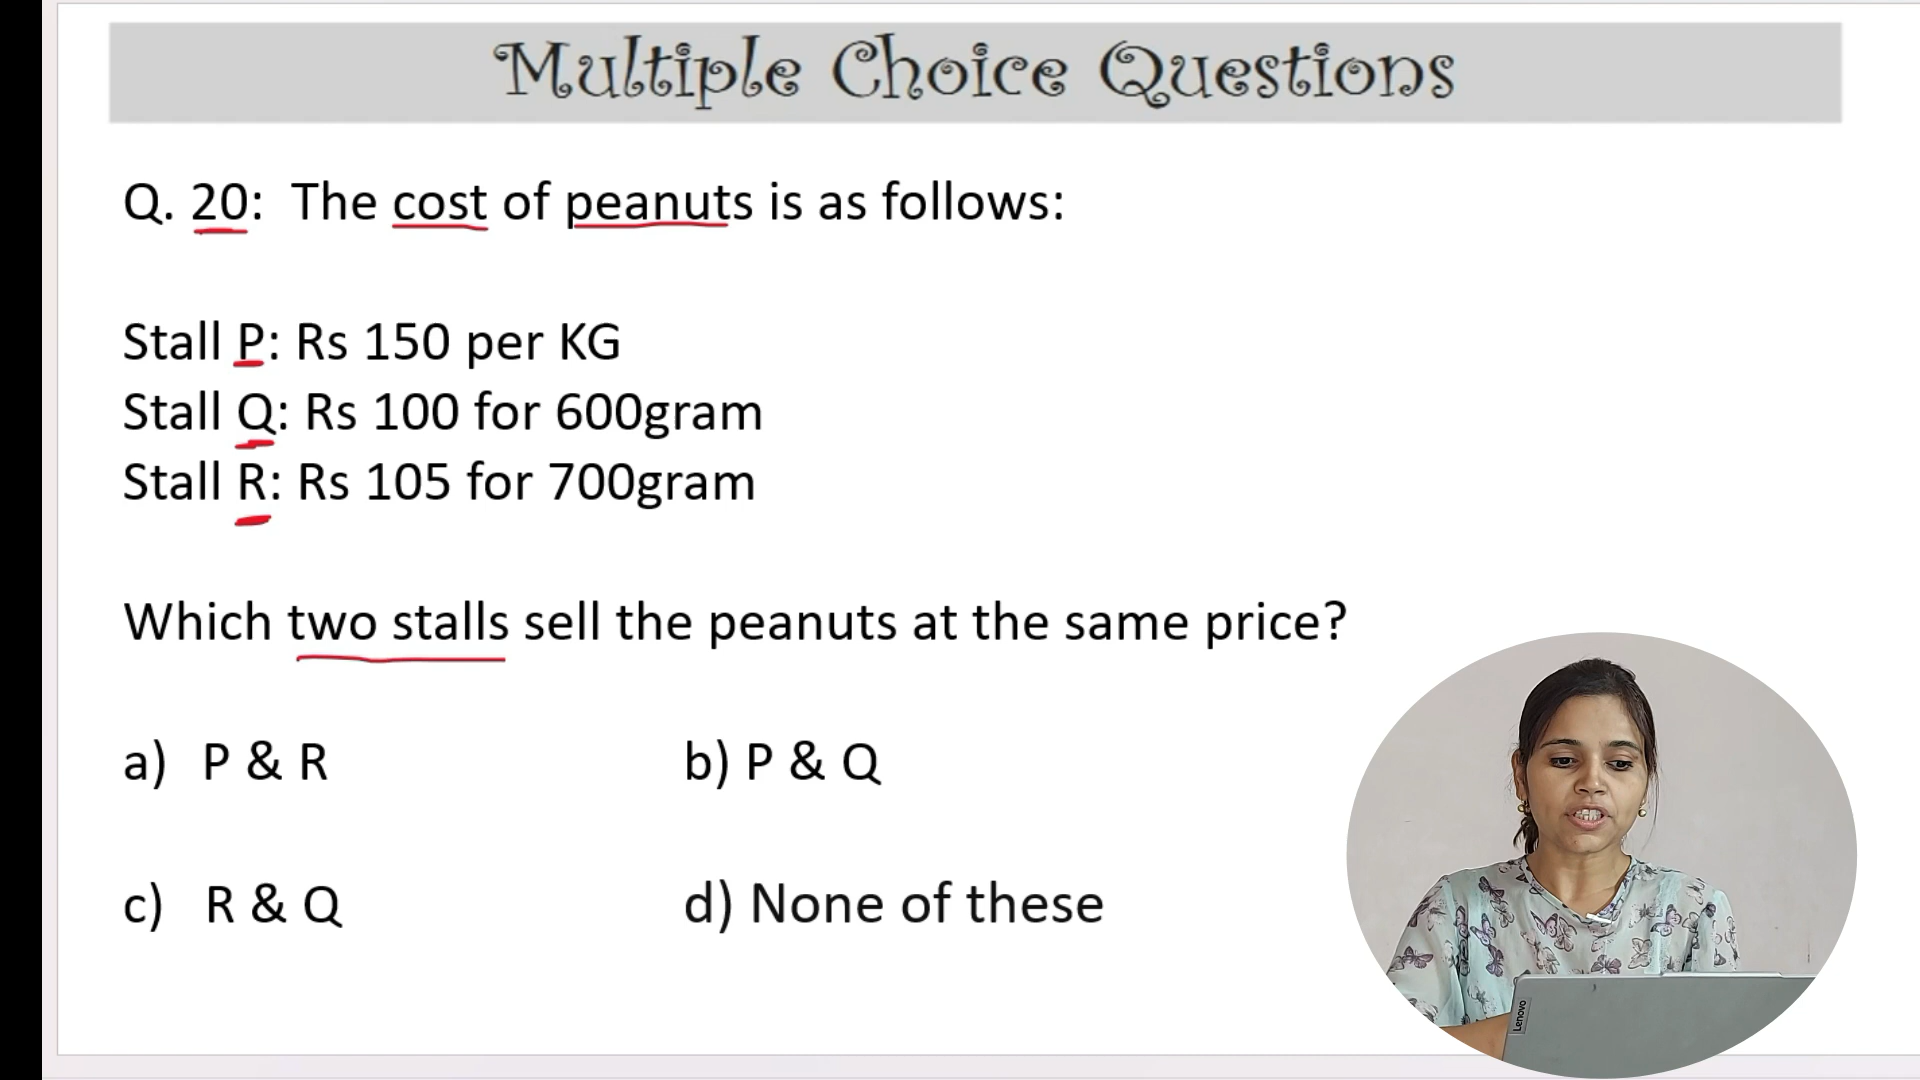 Multiple Choice Questions
Q. 20: The cost of peanuts is as follows:
Stall P: Rs 150 per KG
Stall Q: Rs 100 for 600gram
Stall R: Rs 105 for 700gram
Which two stalls sell the peanuts at the same price?
a) P & R
b) P & Q
c) R & Q
d) None of these
Lenovo